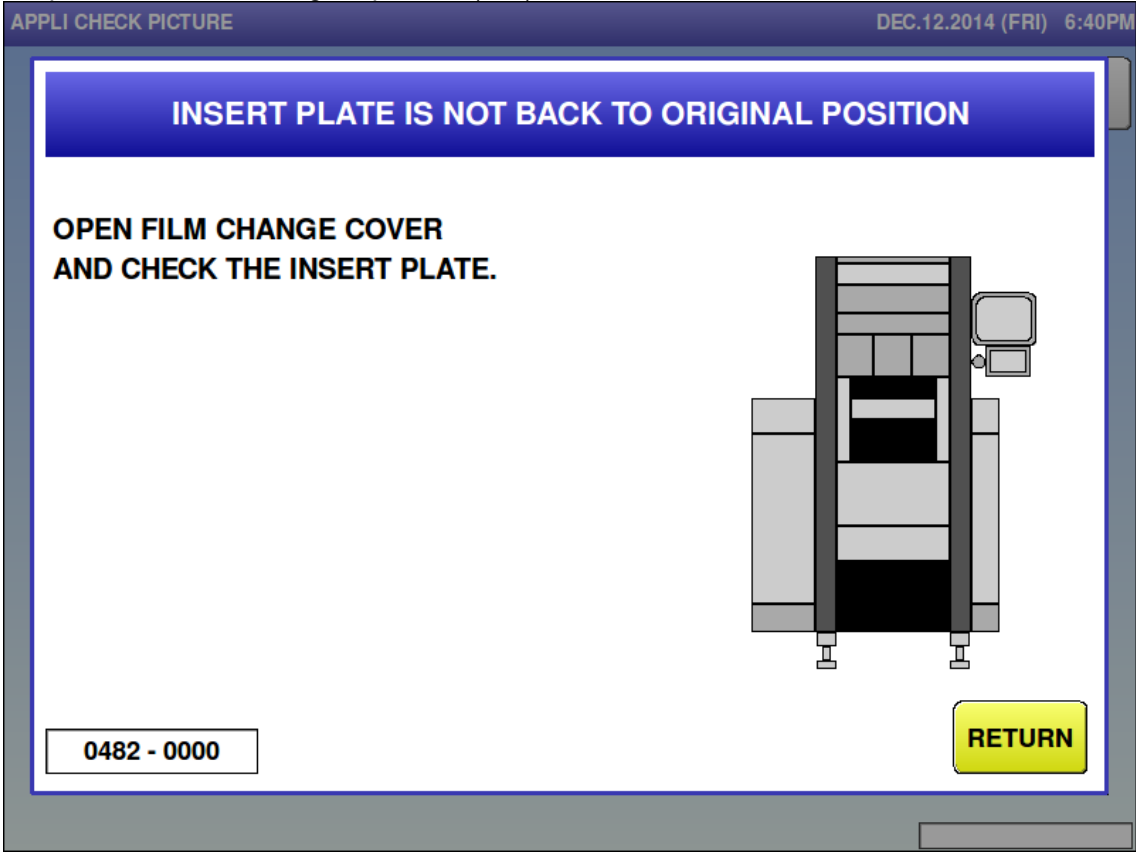 APPLI CHECK PICTURE
DEC.12.2014 (FRI) 6:40PM
INSERT PLATE IS NOT BACK TO ORIGINAL POSITION
OPEN FILM CHANGE COVER
AND CHECK THE INSERT PLATE.
0482 - 0000
RETURN